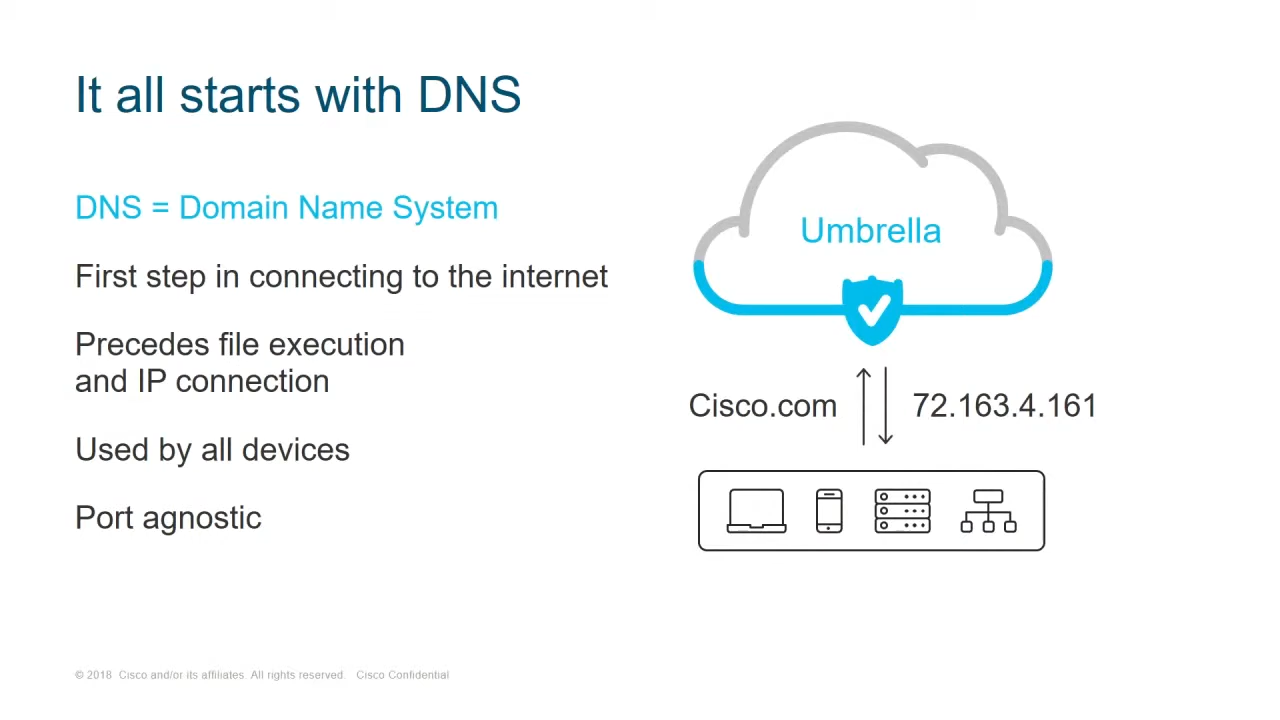 It all starts with DNS
DNS = Domain Name System
First step in connecting to the internet
Precedes file execution
and IP connection
Used by all devices
Port agnostic
Umbrella
Cisco.com
72.163.4.161
© 2018 Cisco and/or its affiliates. All rights reserved. Cisco Confidential